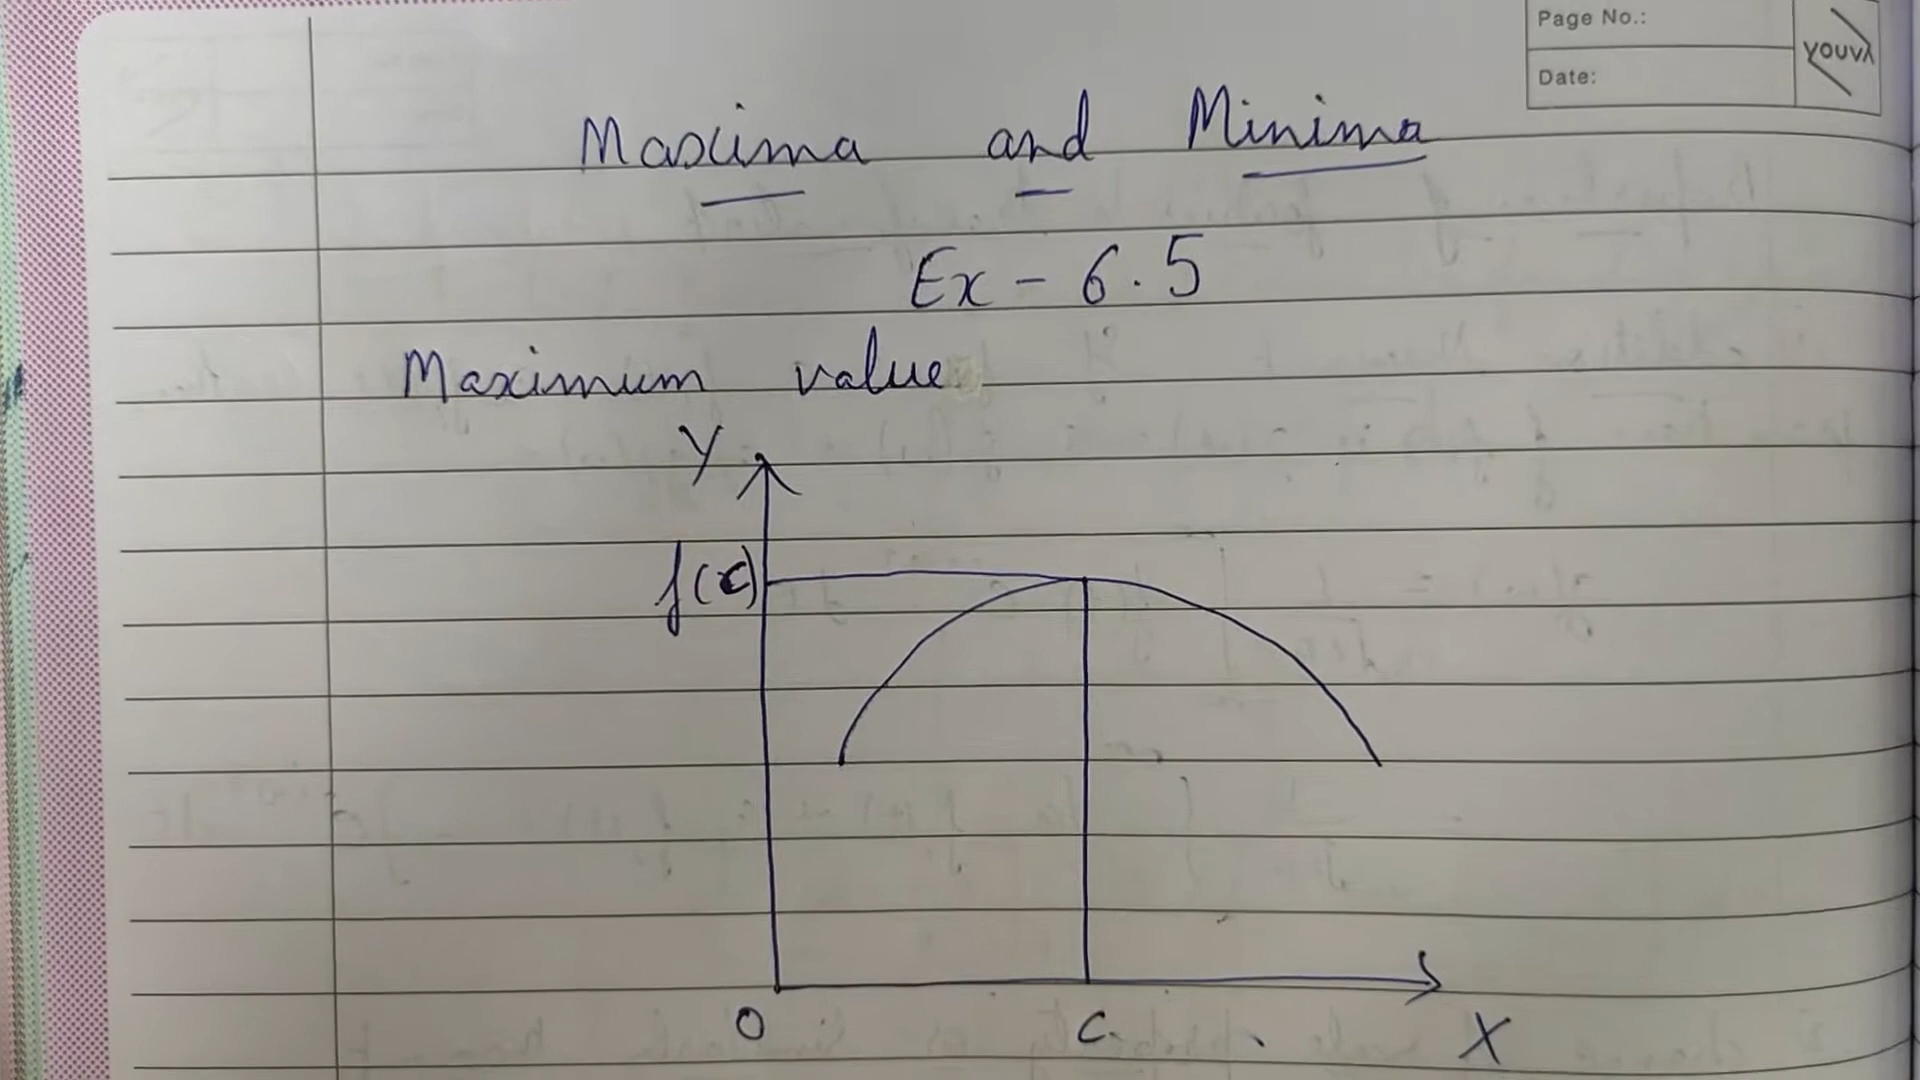 Page No.:
Date:
YOUVA
Maxima and Minima
Ex - 6.5
Maximum value
Y
f(c)
O
C
X